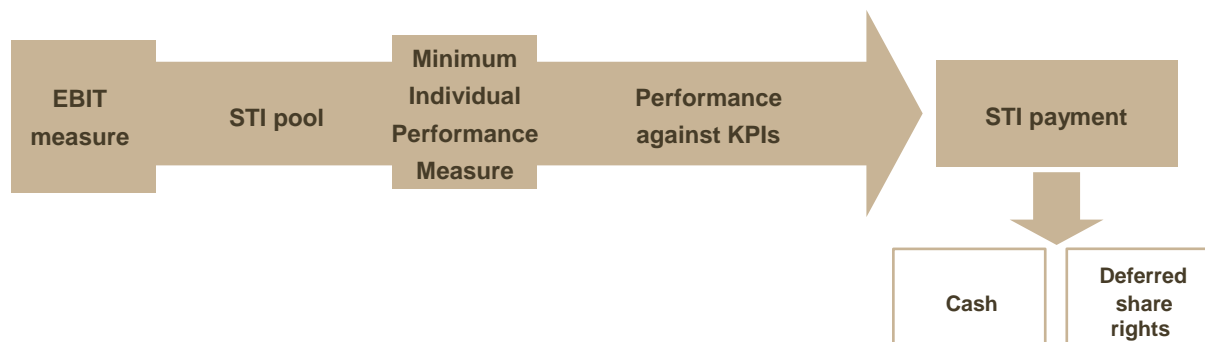 EBIT
measure
STI pool
Minimum
Individual
Performance
Measure
Performance
against KPIs
STI payment
Cash
Deferred
share
rights